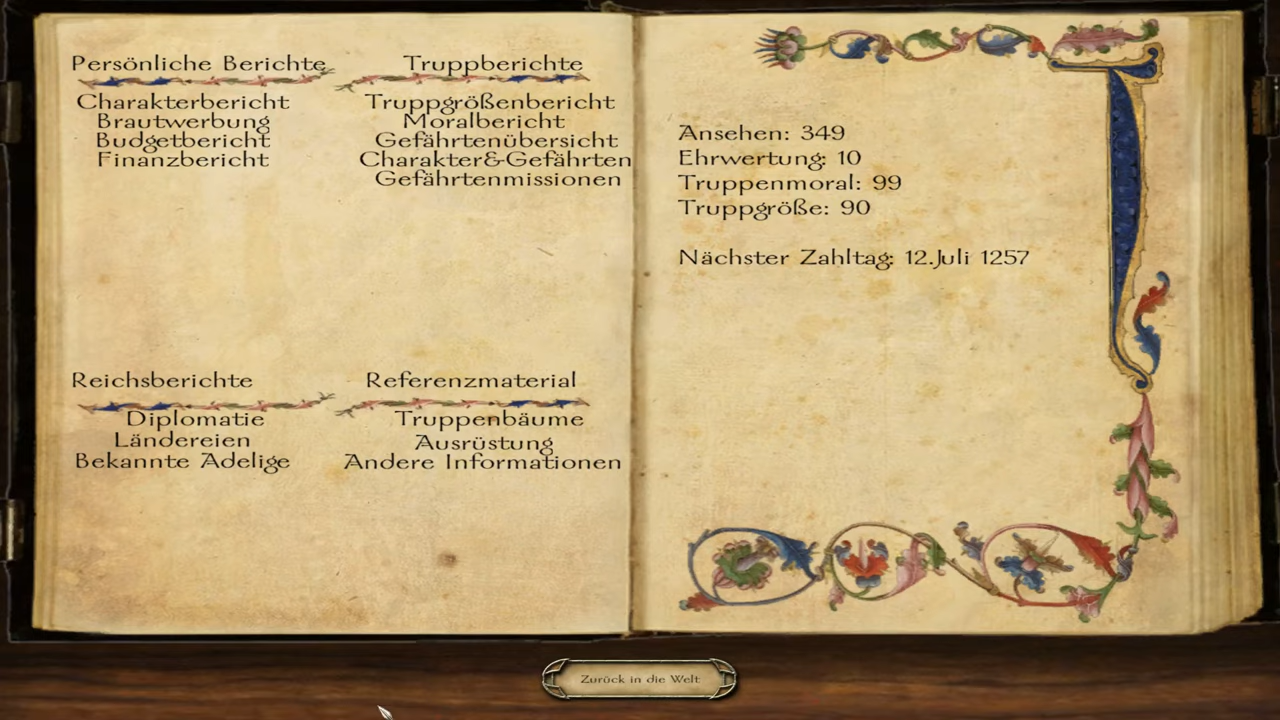 Persönliche Berichte
Charakterbericht
Brautwerbung
Budgetbericht
Finanzbericht
Truppberichte
Truppgrößenbericht
Moralbericht
Gefährtenübersicht
Charakter&Gefährten
Gefährtenmissionen
Reichsberichte
Diplomatie
Ländereien
Bekannte Adelige
Referenzmaterial
Truppenbäume
Ausrüstung
Andere Informationen
Ansehen: 349
Ehrwertung: 10
Truppenmoral: 99
Truppgröße: 90
Nächster Zahltag: 12.Juli 1257
Zurück in die Welt